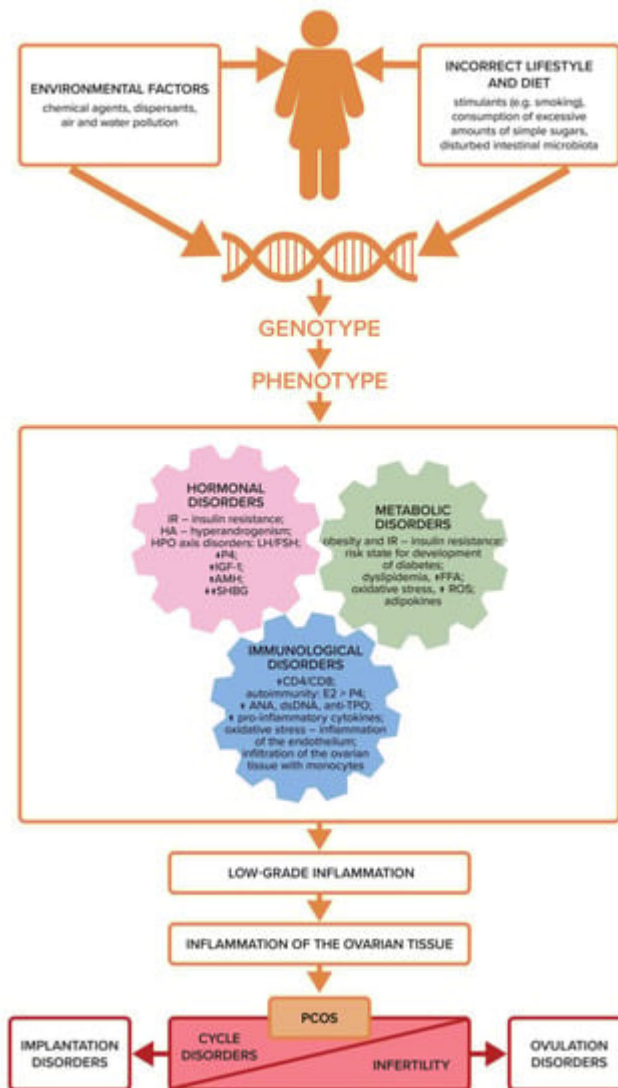 ENVIRONMENTAL FACTORS
chemical agents, dispersants,
air and water pollution
INCORRECT LIFESTYLE
AND DIET
stimulants (e.g. smoking),
consumption of excessive
amounts of simple sugars,
disturbed intestinal microbiota
GENOTYPE
PHENOTYPE
HORMONAL
DISORDERS
IR – insulin resistance;
HA – hyperandrogenism;
HPO axis disorders: LH/FSH;
P4;
IGF-1;
AMH;
SHBG
METABOLIC
DISORDERS
obesity and IR – insulin resistance:
risk state for development
of diabetes;
dyslipidemia, FFA;
oxidative stress, ROS;
adipokines
IMMUNOLOGICAL
DISORDERS
CD4/CD8;
autoimmunity: E2 > P4;
ANA, dsDNA, anti-TPO;
pro-inflammatory cytokines;
oxidative stress – inflammation
of the endothelium;
infiltration of the ovarian
tissue with monocytes
LOW-GRADE INFLAMMATION
INFLAMMATION OF THE OVARIAN TISSUE
PCOS
IMPLANTATION
DISORDERS
CYCLE
DISORDERS
INFERTILITY
OVULATION
DISORDERS